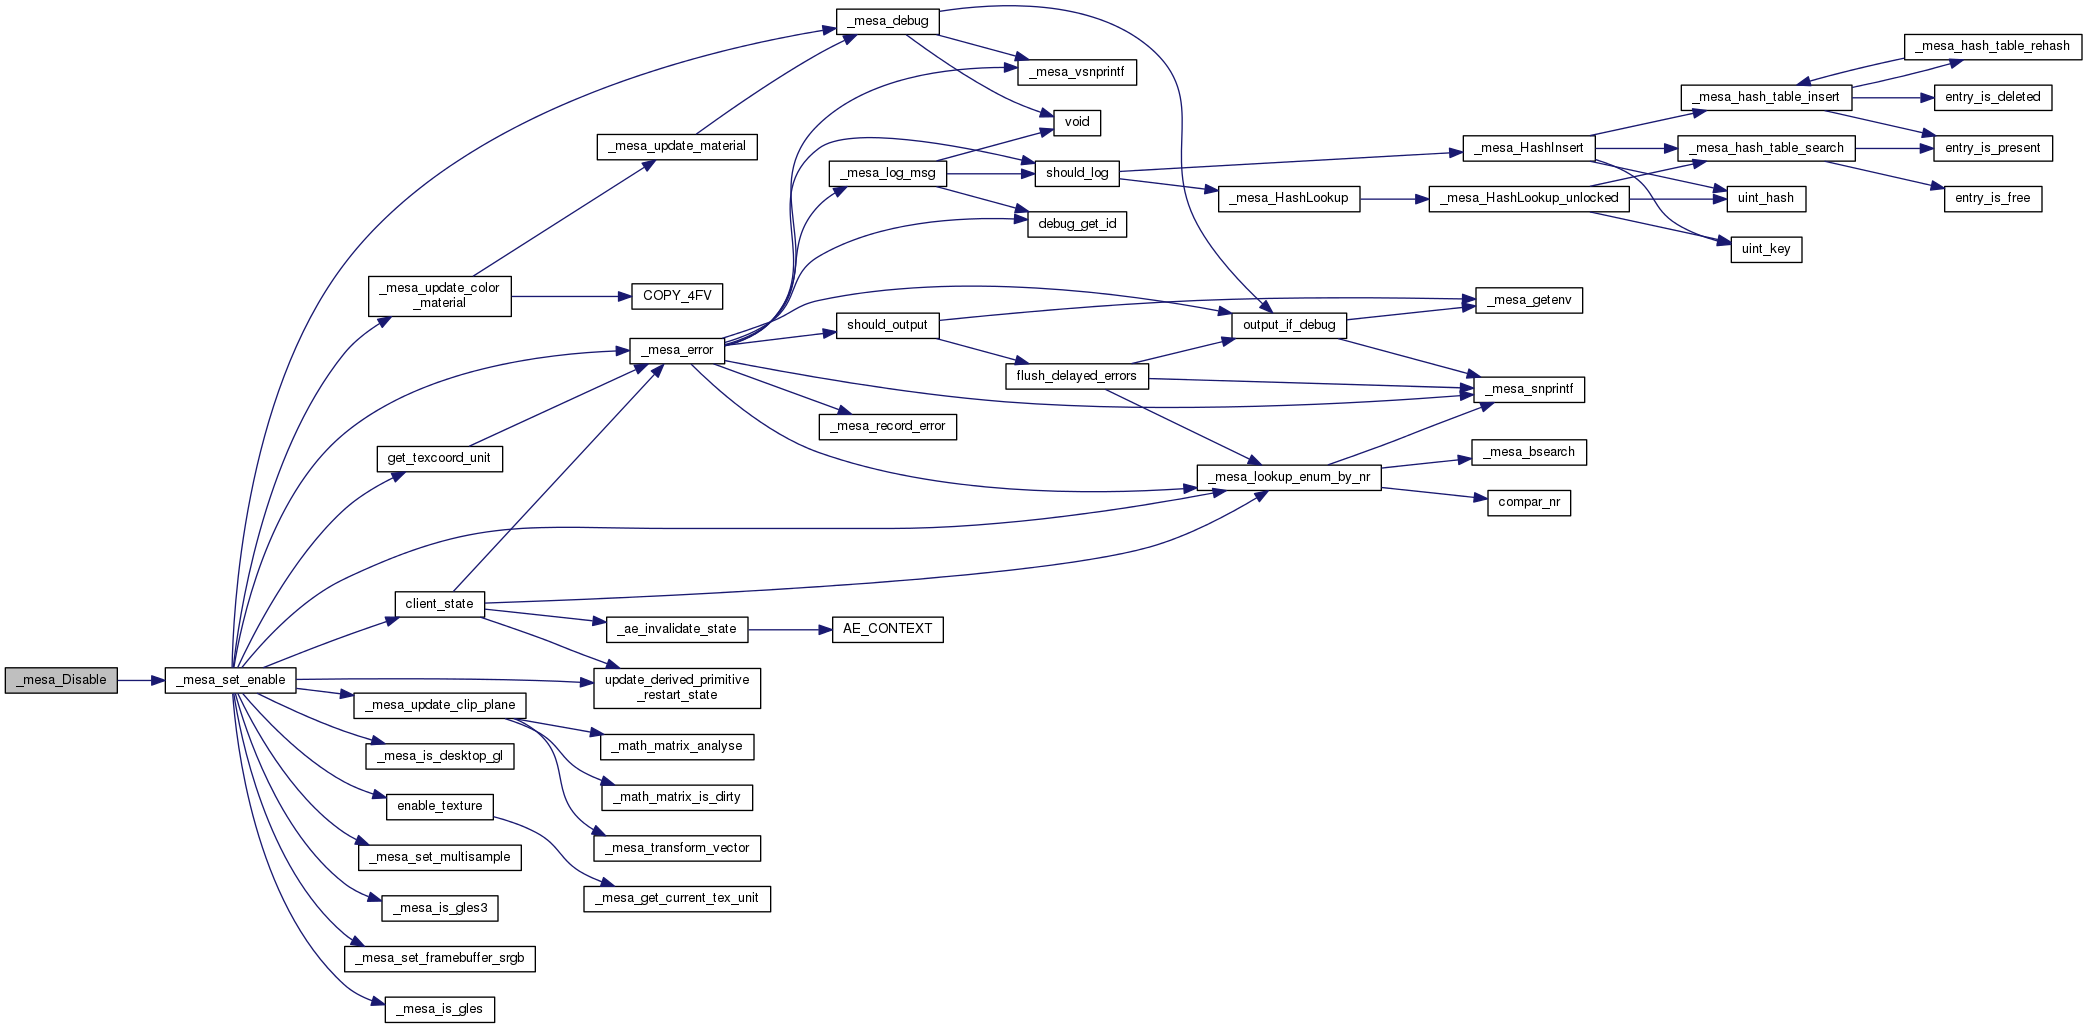 _mesa_Disable
_mesa_set_enable
_mesa_debug
_mesa_update_color
_material
_mesa_error
get_texcoord_unit
client_state
_mesa_update_clip_plane
_mesa_is_desktop_gl
enable_texture
_mesa_set_multisample
_mesa_is_gles3
_mesa_set_framebuffer_srgb
_mesa_is_gles
_mesa_update_material
COPY_4FV
_ae_invalidate_state
update_derived_primitive
_restart_state
_math_matrix_analyse
_math_matrix_is_dirty
_mesa_transform_vector
_mesa_get_current_tex_unit
_mesa_log_msg
should_output
_mesa_record_error
AE_CONTEXT
_mesa_vsnprintf
void
should_log
debug_get_id
flush_delayed_errors
_mesa_HashLookup
output_if_debug
_mesa_lookup_enum_by_nr
_mesa_HashInsert
_mesa_HashLookup_unlocked
_mesa_getenv
_mesa_snprintf
_mesa_bsearch
compar_nr
_mesa_hash_table_insert
_mesa_hash_table_search
uint_hash
uint_key
_mesa_hash_table_rehash
entry_is_deleted
entry_is_present
entry_is_free